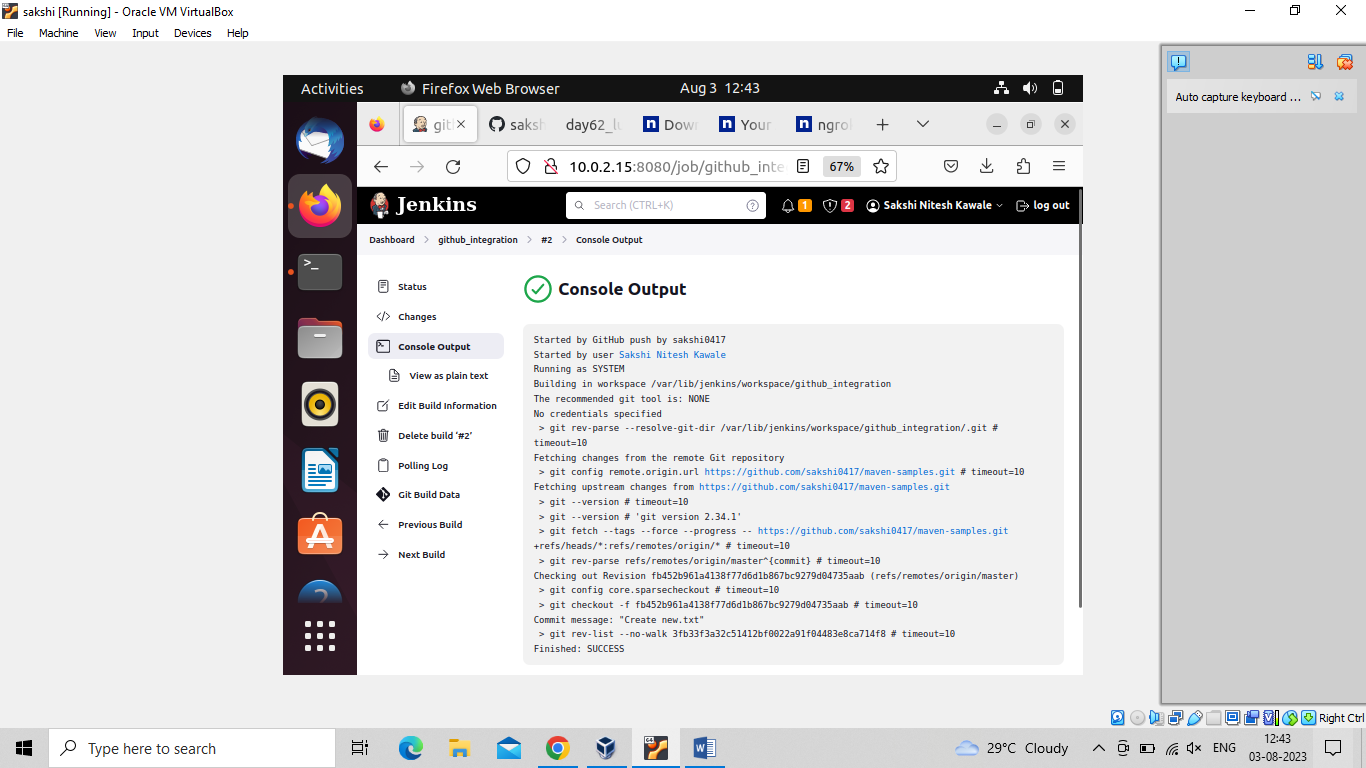 sakshi [Running] - Oracle VM VirtualBox
File Machine View Input Devices Help
Auto capture keyboard ...
Activities Firefox Web Browser Aug 3 12:43
git saksh day62_lu Down Your ngrol
10.0.2.15:8080/job/github_inte 67%
Jenkins Search (CTRL+K) 1 2 Sakshi Nitesh Kawale log out
Dashboard github_integration #2 Console Output
Status
Changes
Console Output
View as plain text
Edit Build Information
Delete build ‘#2’
Polling Log
Git Build Data
Previous Build
Next Build
Console Output
Started by GitHub push by sakshi0417
Started by user Sakshi Nitesh Kawale
Running as SYSTEM
Building in workspace /var/lib/jenkins/workspace/github_integration
The recommended git tool is: NONE
No credentials specified
> git rev-parse --resolve-git-dir /var/lib/jenkins/workspace/github_integration/.git #
timeout=10
Fetching changes from the remote Git repository
> git config remote.origin.url https://github.com/sakshi0417/maven-samples.git # timeout=10
Fetching upstream changes from https://github.com/sakshi0417/maven-samples.git
> git --version # timeout=10
> git --version # 'git version 2.34.1'
> git fetch --tags --force --progress -- https://github.com/sakshi0417/maven-samples.git
+refs/heads/*:refs/remotes/origin/* # timeout=10
> git rev-parse refs/remotes/origin/master^{commit} # timeout=10
Checking out Revision fb452b961a4138f77d6d1b867bc9279d04735aab (refs/remotes/origin/master)
> git config core.sparsecheckout # timeout=10
> git checkout -f fb452b961a4138f77d6d1b867bc9279d04735aab # timeout=10
Commit message: "Create new.txt"
> git rev-list --no-walk 3fb33f3a32c51412bf0022a91f04483e8ca714f8 # timeout=10
Finished: SUCCESS
Right Ctrl
Type here to search 29°C Cloudy ENG 12:43
03-08-2023